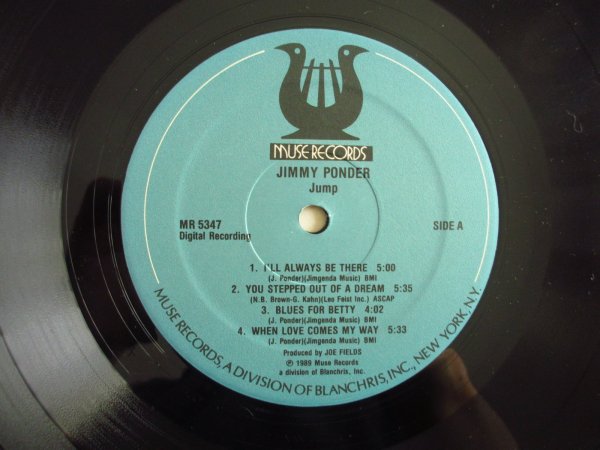 MUSE RECORDS
JIMMY PONDER
Jump
MR 5347
Digital Recording
SIDE A
1. I'LL ALWAYS BE THERE 5:00
(J. Ponder)(Jimgenda Music) BMI
2. YOU STEPPED OUT OF A DREAM 5:35
(N.B. Brown-G. Kahn)(Leo Feist Inc.) ASCAP
3. BLUES FOR BETTY 4:02
(J. Ponder)(Jimgenda Music) BMI
4. WHEN LOVE COMES MY WAY 5:33
(J. Ponder)(Jimgenda Music) BMI
Produced by JOE FIELDS
℗ 1989 Muse Records
a division of Blanchris, Inc.
MUSE RECORDS, A DIVISION OF BLANCHRIS, INC., NEW YORK, N.Y.